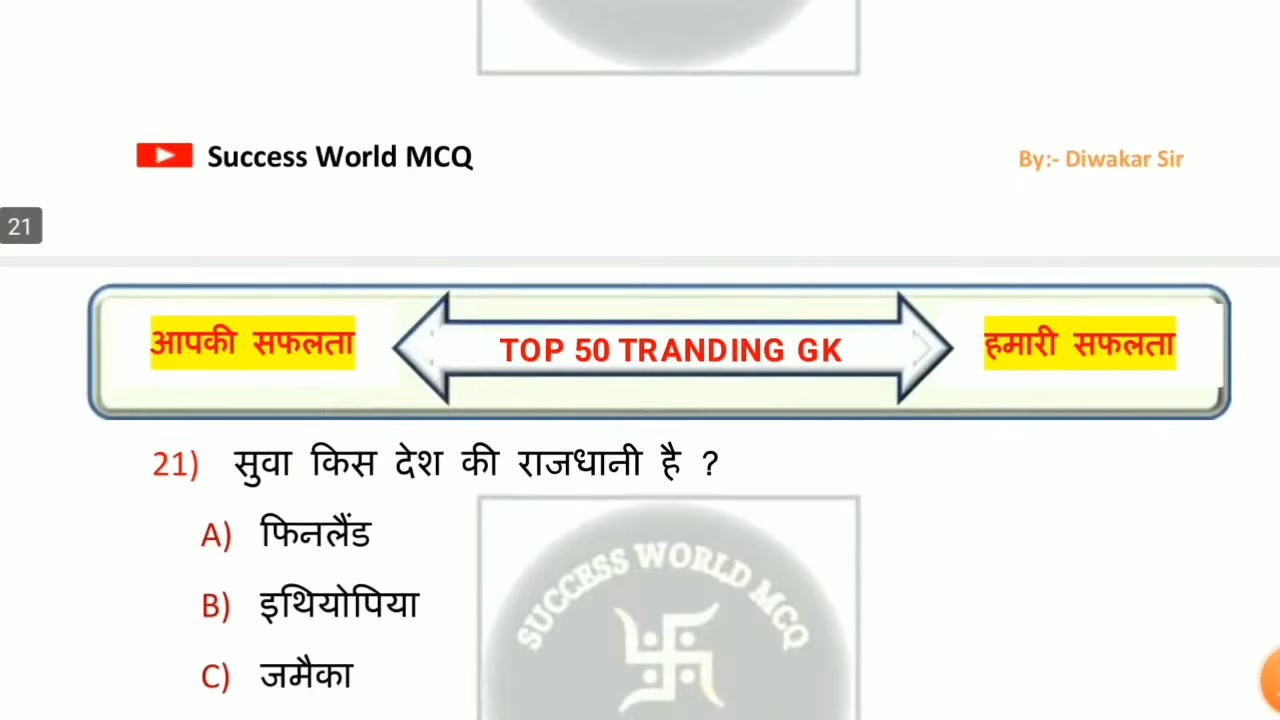 Success World MCQ
By:- Diwakar Sir
21
आपकी सफलता
TOP 50 TRANDING GK
हमारी सफलता
21) सुवा किस देश की राजधानी है ?
A) फिनलैंड
SUCCESS WORLD MCQ
B) इथियोपिया
C) जमैका